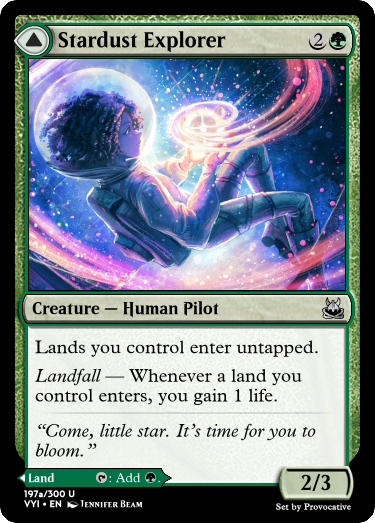 Stardust Explorer 2
Creature — Human Pilot
Lands you control enter untapped.
Landfall — Whenever a land you
control enters, you gain 1 life.
“Come, little star. It’s time for you to
bloom.”
Land : Add .
2/3
197a/300 U
VYI • EN Jennifer Beam
Set by Provocative